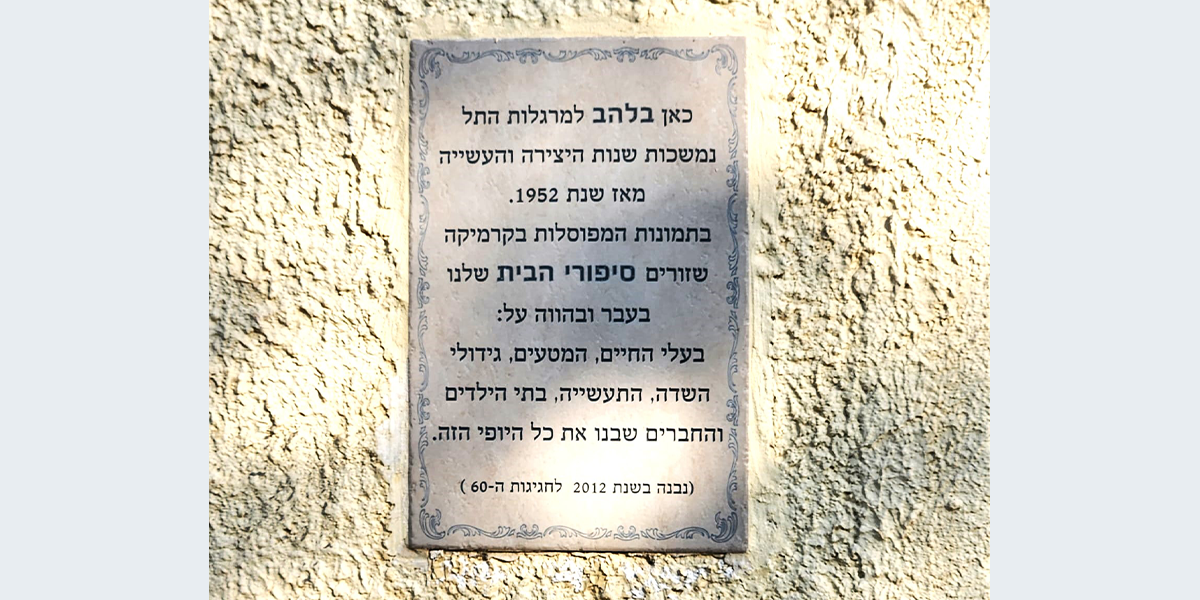 כאן בלהב למרגלות התל
נמשכות שנות היצירה והעשייה
מאז שנת 1952.
בתמונות המפוסלות בקרמיקה
שזורים סיפורי הבית שלנו
בעבר ובהווה על:
בעלי החיים, המטעים, גידולי
השדה, התעשייה, בתי הילדים
והחברים שבנו את כל היופי הזה.
(נבנה בשנת 2012 לחגיגות ה-60 )